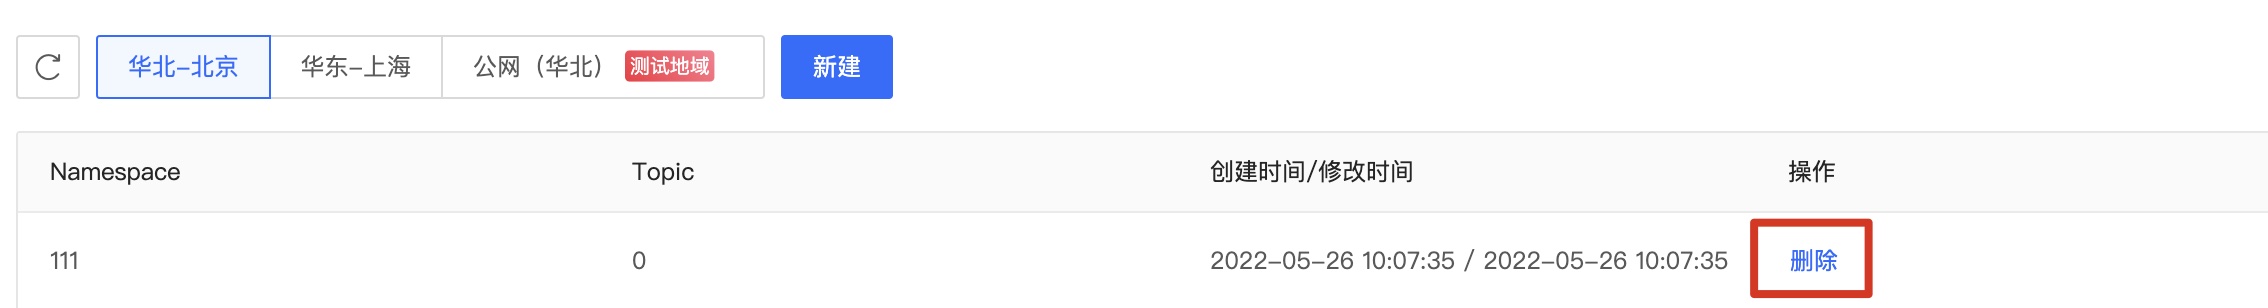 华北-北京 华东-上海 公网（华北） 测试地域 新建
Namespace Topic 创建时间/修改时间 操作
111 0 2022-05-26 10:07:35 / 2022-05-26 10:07:35 删除